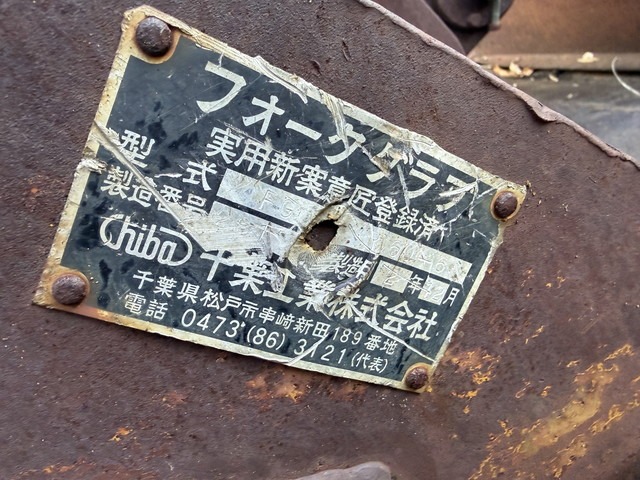 フォークグラブ
実用新案意匠登録済
型式
製造番号 製造 年 月
Chiba 千葉工業株式会社
千葉県松戸市串崎新田189番地
電話 0473(86)3121(代表)